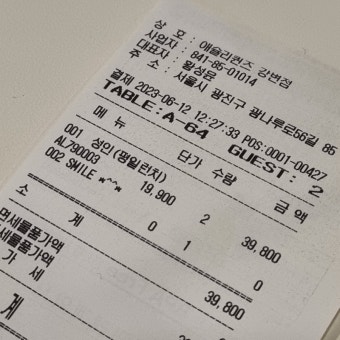 상 호 : 애슐리퀸즈 강변점
사업자 : 841-85-01014
대표자 : 황성윤
주 소 : 서울시 광진구 광나루로56길 85
결제 2023-06-12 12:27:33 POS:0001-00427
TABLE:A-64 GUEST: 2
메 뉴 단가 수량 금 액
001 성인(평일런치)
AL790003 19,900 2 39,800
002 SMILE *^^* 0 1 0
소 계 39,800
면세물품가액
세물품가액
가 세
계